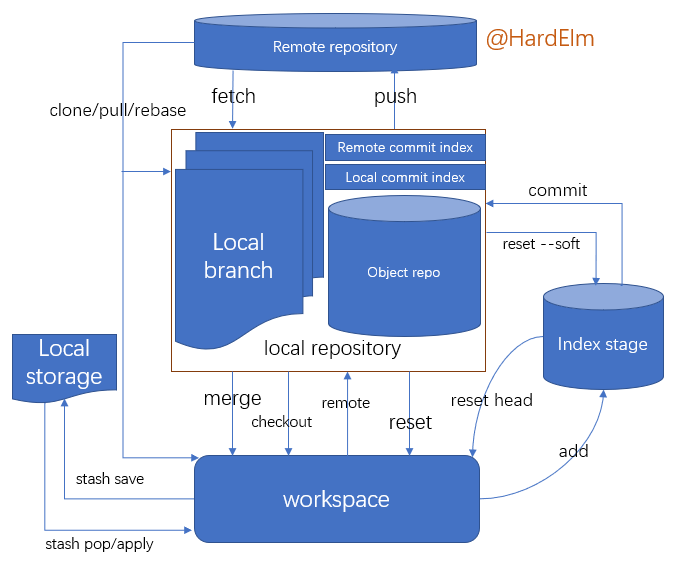 Remote repository
@HardElm
fetch
push
clone/pull/rebase
Remote commit index
Local commit index
commit
Local
branch
reset --soft
Object repo
Index stage
local repository
Local
storage
merge
checkout
remote
reset
reset head
add
stash save
workspace
stash pop/apply